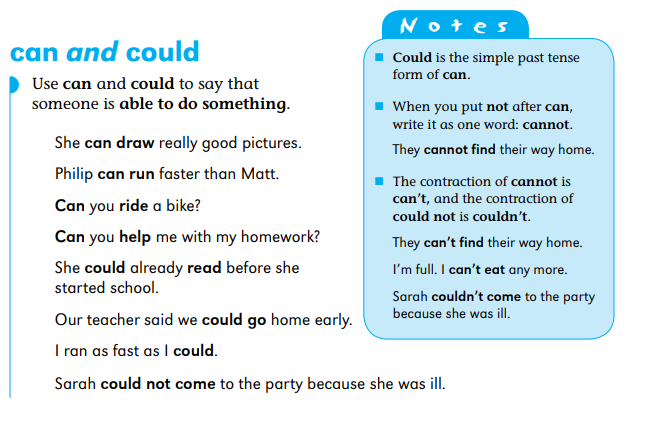 can and could
Use can and could to say that
someone is able to do something.
She can draw really good pictures.
Philip can run faster than Matt.
Can you ride a bike?
Can you help me with my homework?
She could already read before she
started school.
Our teacher said we could go home early.
I ran as fast as I could.
Sarah could not come to the party because she was ill.
Notes
Could is the simple past tense
form of can.
When you put not after can,
write it as one word: cannot.
They cannot find their way home.
The contraction of cannot is
can't, and the contraction of
could not is couldn't.
They can't find their way home.
I'm full. I can't eat any more.
Sarah couldn't come to the party
because she was ill.